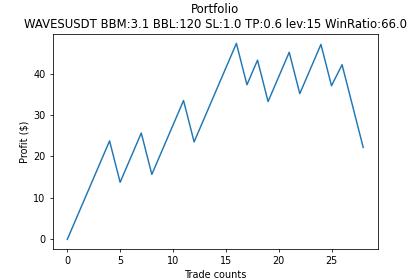 Portfolio
WAVESUSDT BBM:3.1 BBL:120 SL:1.0 TP:0.6 lev:15 WinRatio:66.0
Profit ($)
40
30
20
10
0
0 5 10 15 20 25
Trade counts